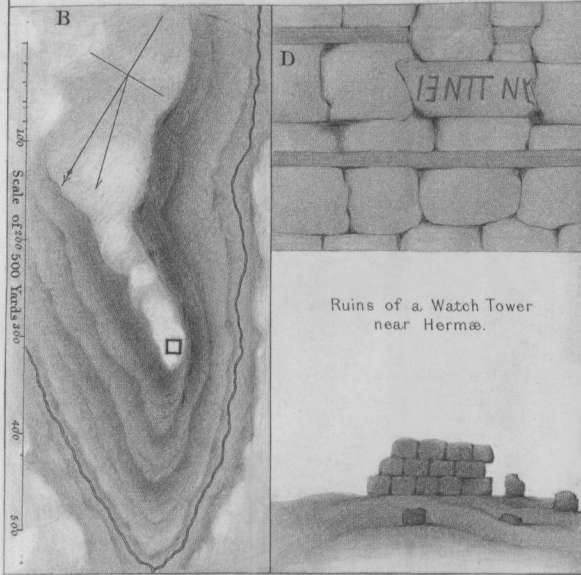 B
100
200
300
400
500
Scale of 500 Yards
D
Ruins of a Watch Tower
near Hermæ.